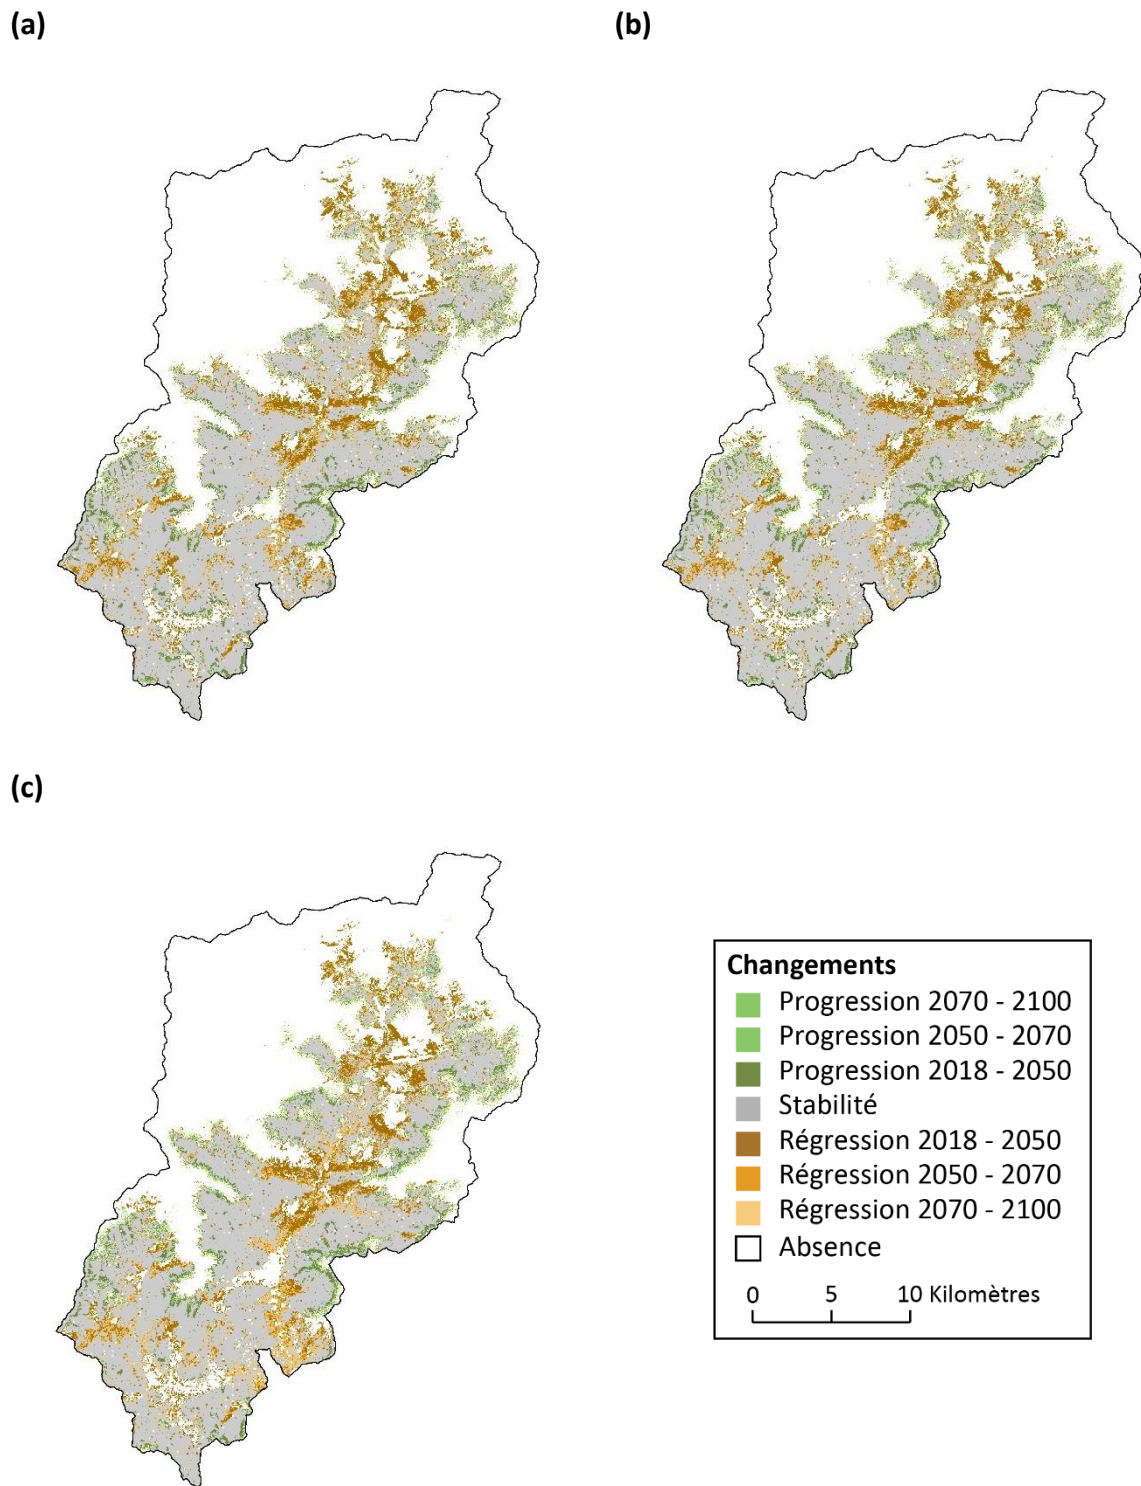 (a)
(b)
(c)
Changements
Progression 2070 - 2100
Progression 2050 - 2070
Progression 2018 - 2050
Stabilité
Régression 2018 - 2050
Régression 2050 - 2070
Régression 2070 - 2100
Absence
0 5 10 Kilomètres